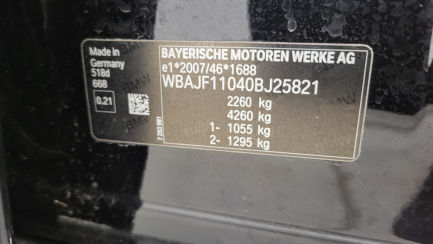 Made in
Germany
518d
668
0.21
BAYERISCHE MOTOREN WERKE AG
e1*2007/46*1688
WBAJF11040BJ25821
2260 kg
4260 kg
1- 1055 kg
2- 1295 kg